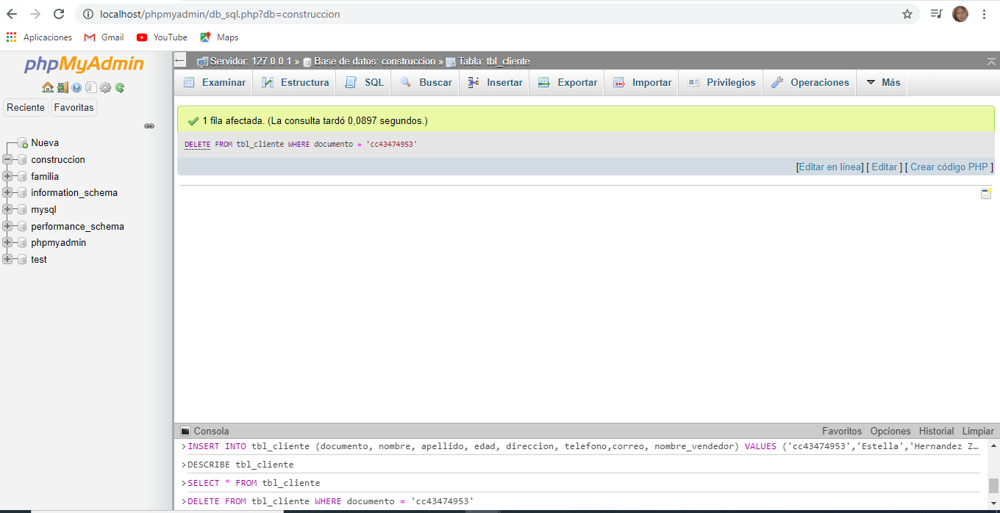 localhost/phpmyadmin/db_sql.php?db=construccion
Aplicaciones Gmail YouTube Maps
phpMyAdmin
Reciente Favoritas
Nueva
construccion
familia
information_schema
mysql
performance_schema
phpmyadmin
test
Servidor: 127.0.0.1 » Base de datos: construccion » Tabla: tbl_cliente
Examinar Estructura SQL Buscar Insertar Exportar Importar Privilegios Operaciones Más
1 fila afectada. (La consulta tardó 0,0897 segundos.)
DELETE FROM tbl_cliente WHERE documento = 'cc43474953'
[Editar en línea] [ Editar ] [ Crear código PHP ]
Consola Favoritos Opciones Historial Limpiar
>INSERT INTO tbl_cliente (documento, nombre, apellido, edad, direccion, telefono,correo, nombre_vendedor) VALUES ('cc43474953','Estella','Hernandez Z…
>DESCRIBE tbl_cliente
>SELECT * FROM tbl_cliente
>DELETE FROM tbl_cliente WHERE documento = 'cc43474953'